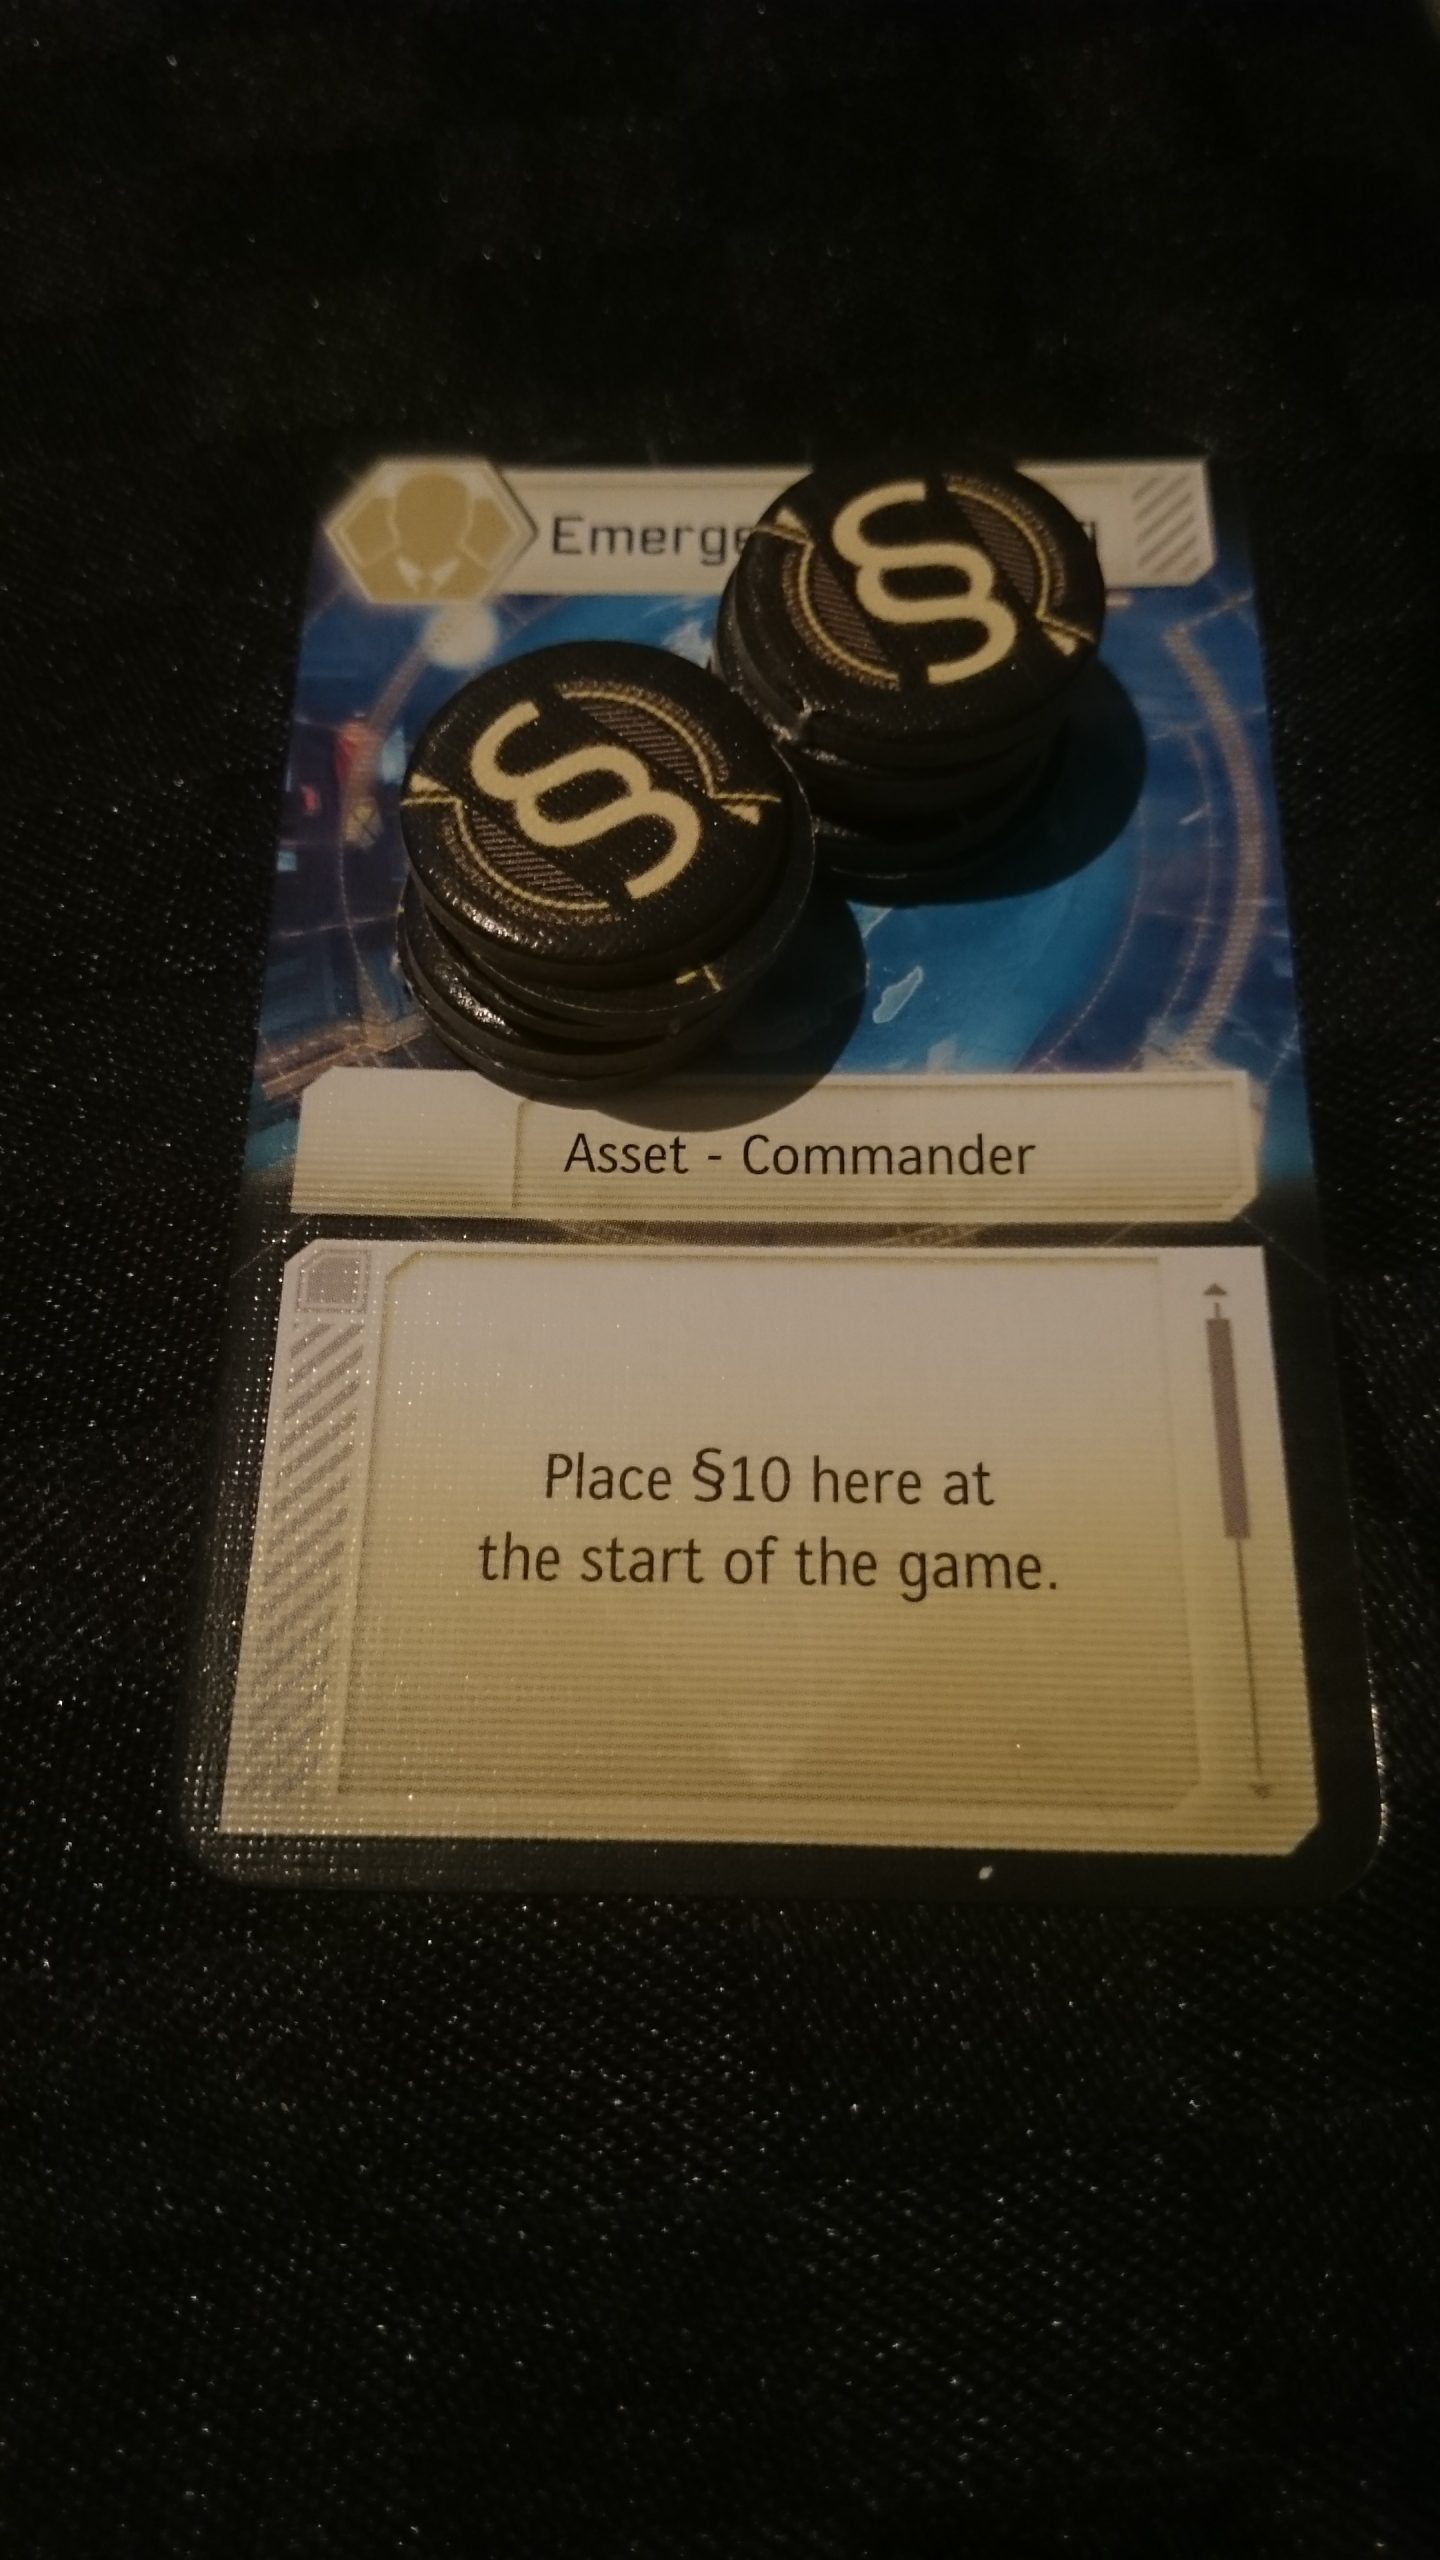 §
§
Asset - Commander
Place §10 here at
the start of the game.